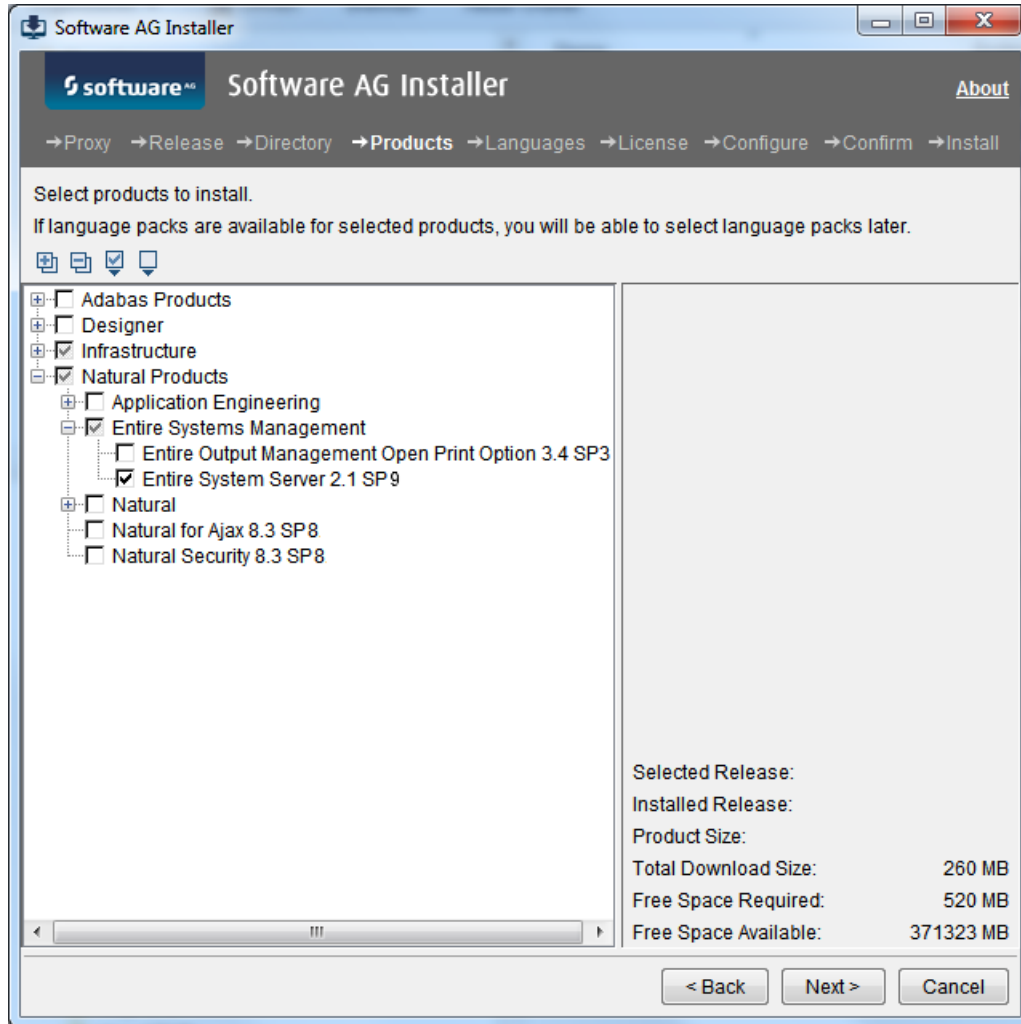 Software AG Installer
software AG Software AG Installer About
→Proxy →Release →Directory →Products →Languages →License →Configure →Confirm →Install
Select products to install.
If language packs are available for selected products, you will be able to select language packs later.
Adabas Products
Designer
Infrastructure
Natural Products
Application Engineering
Entire Systems Management
Entire Output Management Open Print Option 3.4 SP3
Entire System Server 2.1 SP9
Natural
Natural for Ajax 8.3 SP8
Natural Security 8.3 SP8
Selected Release:
Installed Release:
Product Size:
Total Download Size: 260 MB
Free Space Required: 520 MB
Free Space Available: 371323 MB
< Back Next > Cancel